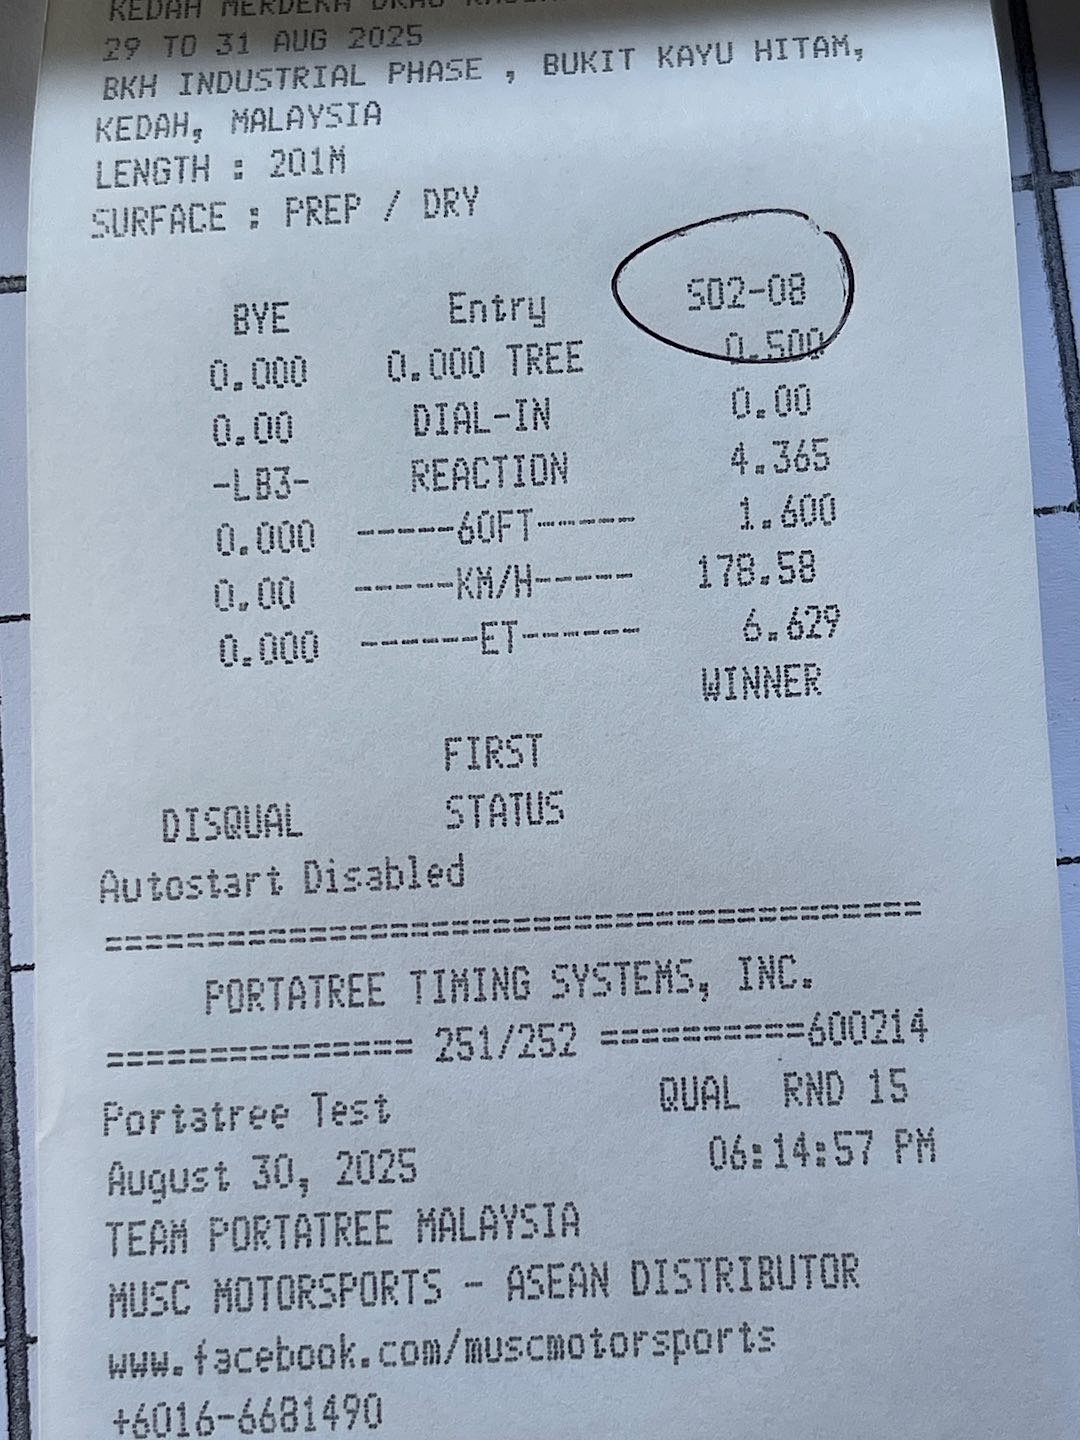 KEDAH MERDEKA DRAG
29 TO 31 AUG 2025
BKH INDUSTRIAL PHASE , BUKIT KAYU HITAM,
KEDAH, MALAYSIA
LENGTH : 201M
SURFACE : PREP / DRY
BYE Entry SD2-08
0.000 0.000 TREE 0.500
0.00 DIAL-IN 0.00
-LB3- REACTION 4.365
0.000 -----60FT------ 1.600
0.00 -----KM/H----- 178.58
0.000 ------ET------ 6.629
WINNER
FIRST
DISQUAL STATUS
Autostart Disabled
========================================
PORTATREE TIMING SYSTEMS, INC.
=============== 251/252 ==========600214
Portatree Test QUAL RND 15
August 30, 2025 06:14:57 PM
TEAM PORTATREE MALAYSIA
MUSC MOTORSPORTS - ASEAN DISTRIBUTOR
www.facebook.com/muscmotorsports
+6016-6681490